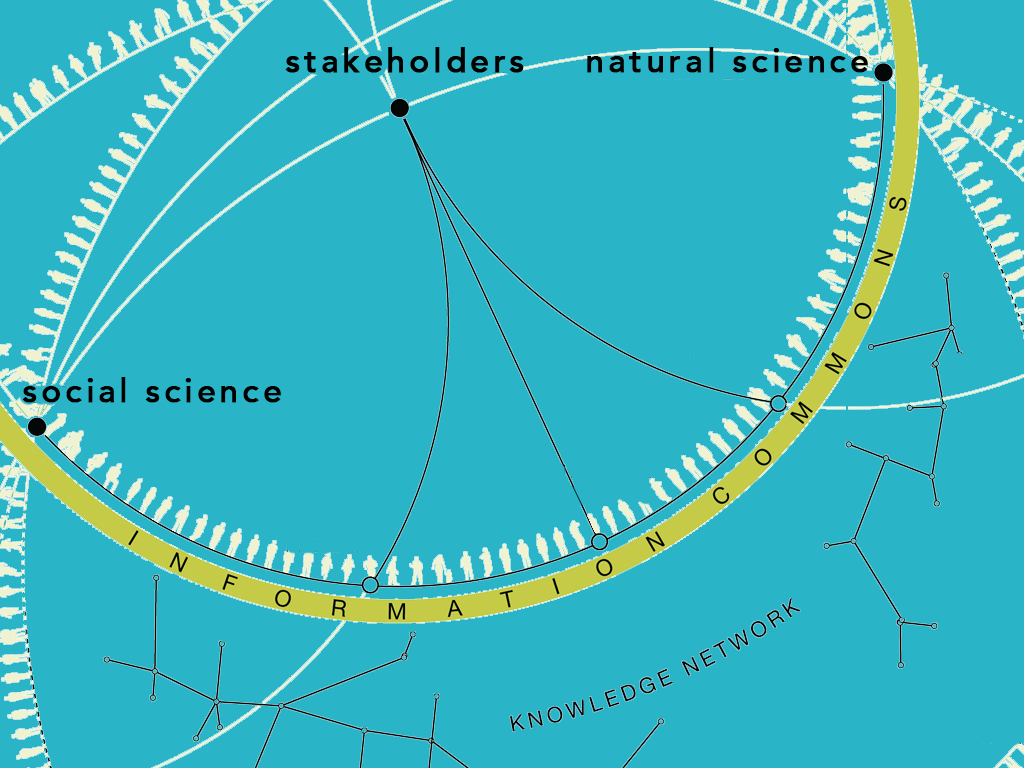 stakeholders
natural science
social science
INFORMATION COMMONS
KNOWLEDGE NETWORK